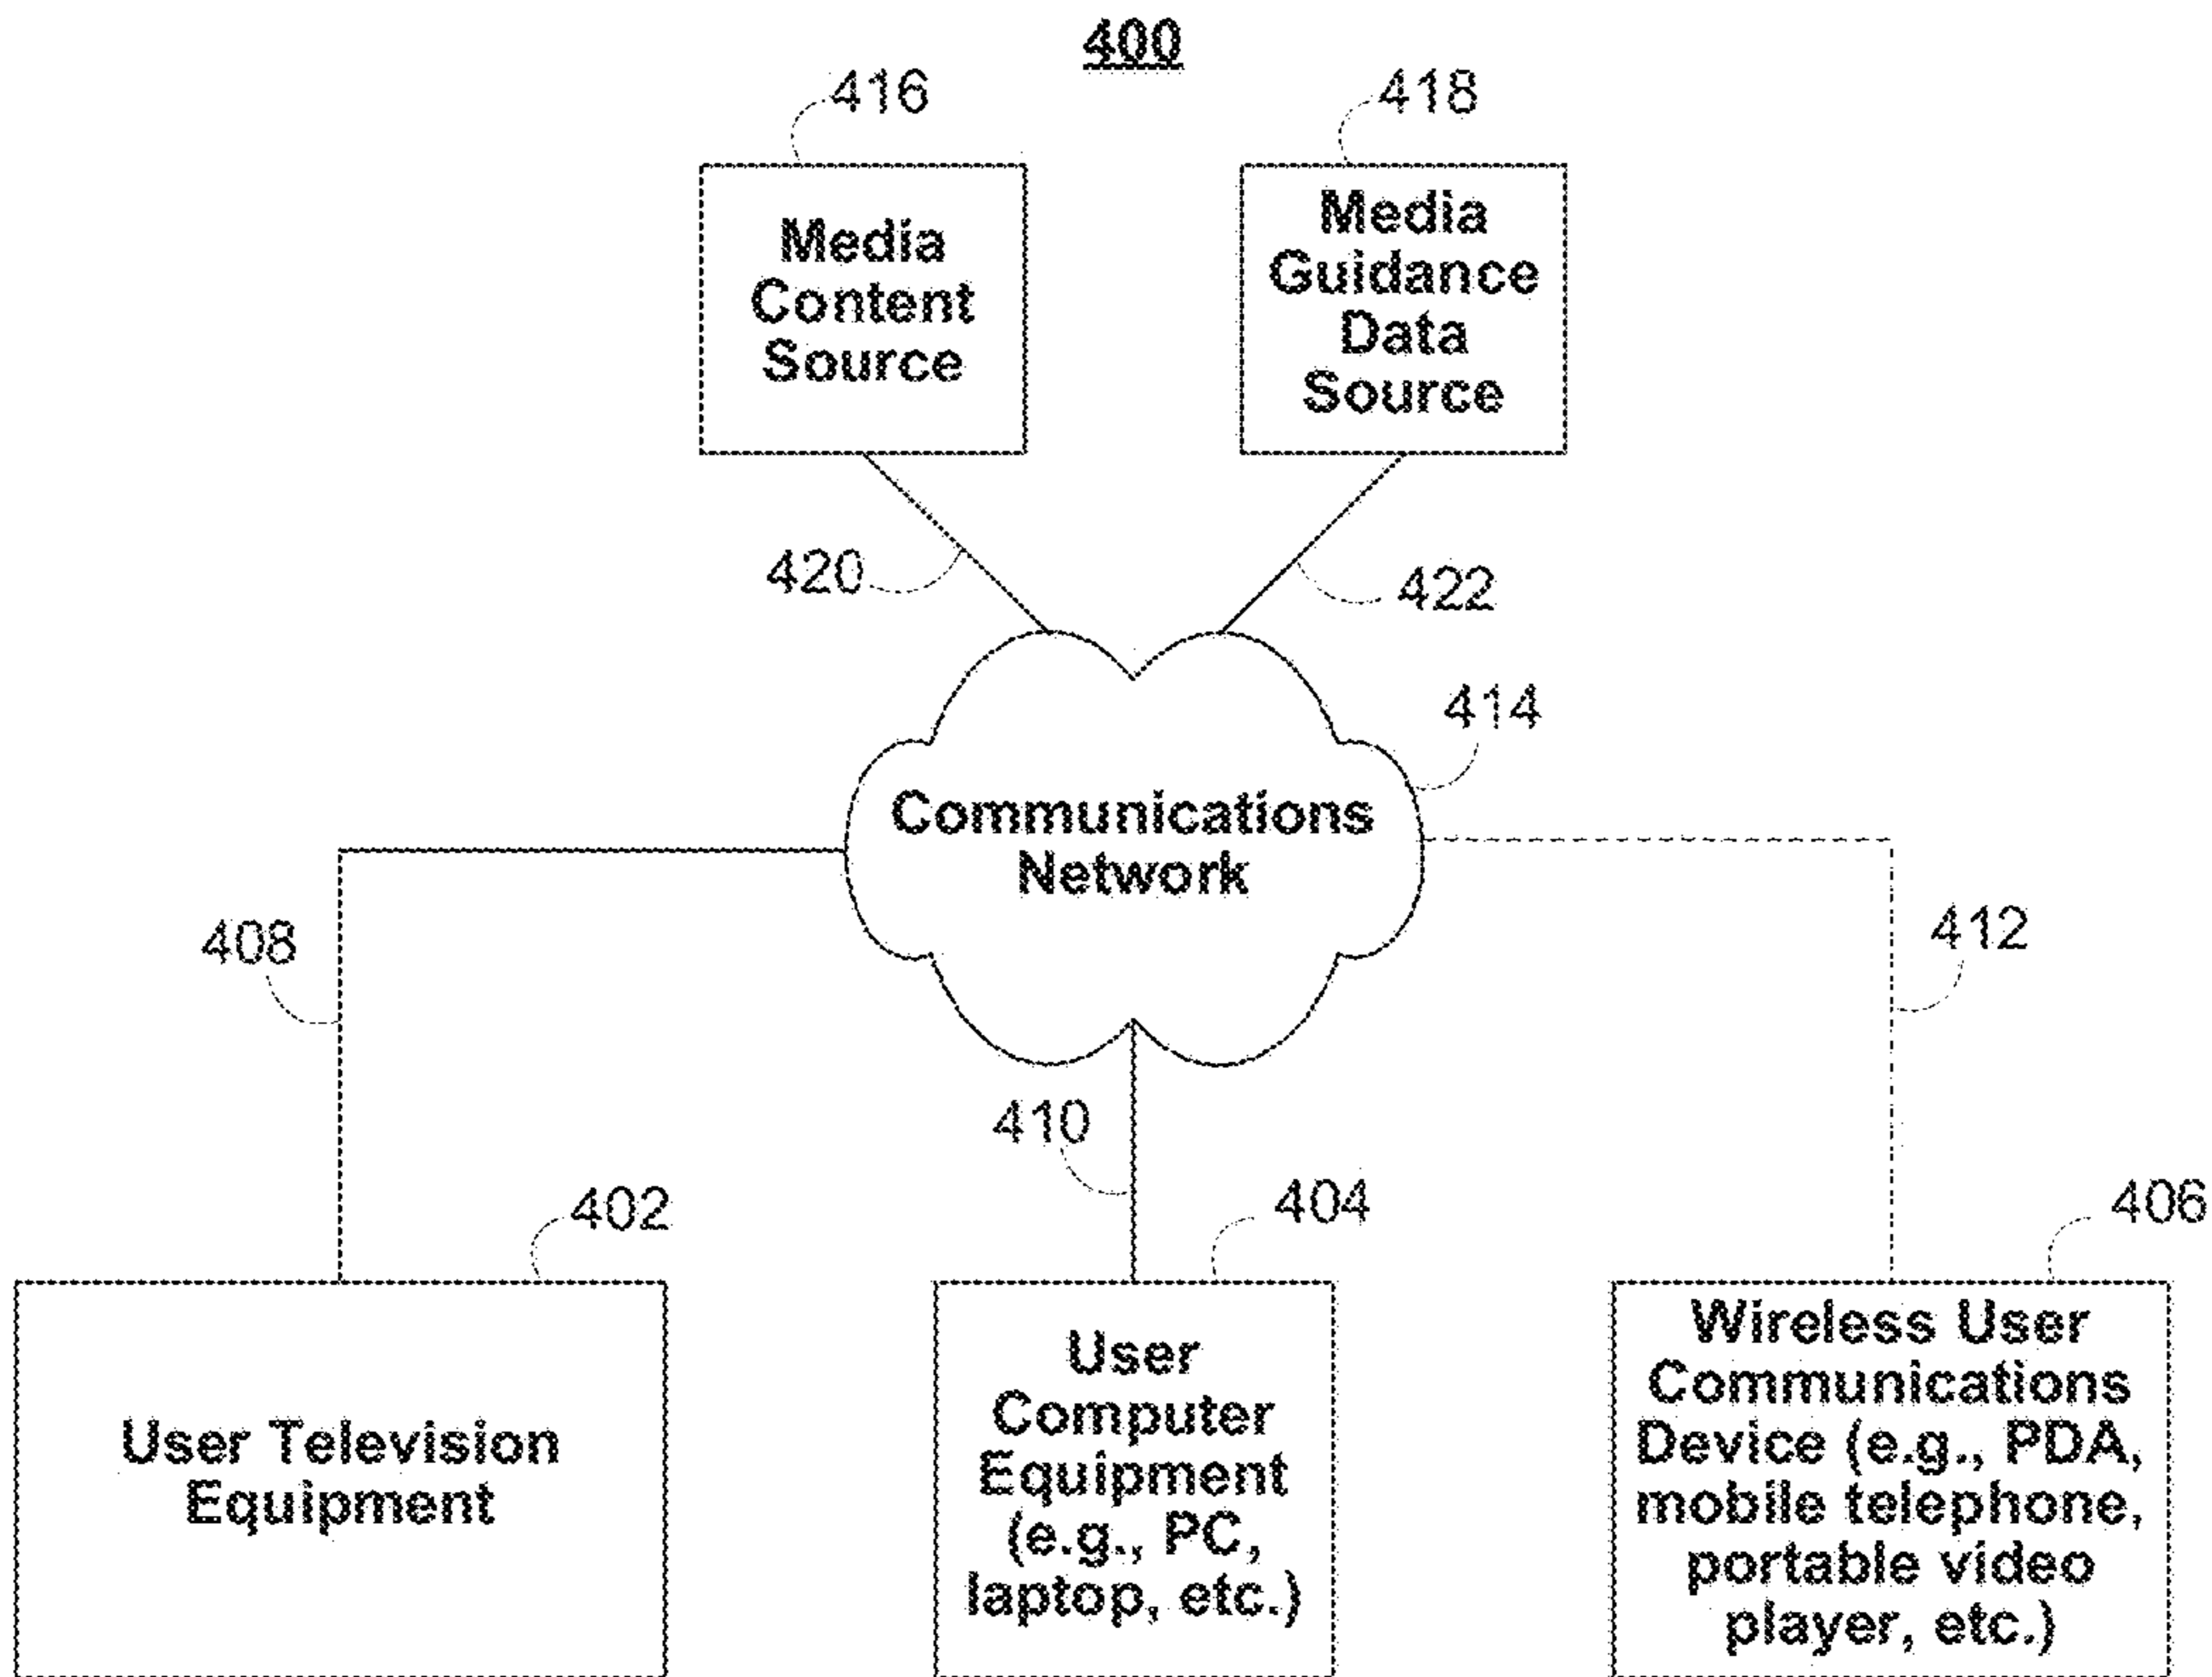 400
416
418
Media
Content
Source
Media
Guidance
Data
Source
420
422
414
Communications
Network
408
412
410
402
404
406
User Television
Equipment
User
Computer
Equipment
(e.g., PC,
laptop, etc.)
Wireless User
Communications
Device (e.g., PDA,
mobile telephone,
portable video
player, etc.)